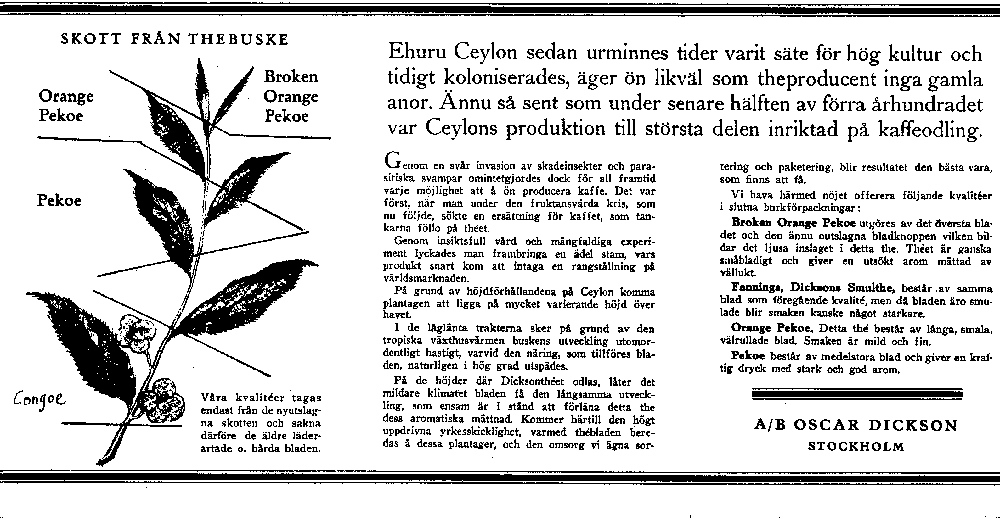 SKOTT FRÅN THEBUSKE
Orange
Pekoe
Broken
Orange
Pekoe
Pekoe
Congoe
Våra kvalitéer tagas
endast från de nyutslag-
na skotten och sakna
därföre de äldre läder-
artade o. hårda bladen.
Ehuru Ceylon sedan urminnes tider varit säte för hög kultur och
tidigt koloniserades, äger ön likväl som theproducent inga gamla
anor. Ännu så sent som under senare hälften av förra århundradet
var Ceylons produktion till största delen inriktad på kaffeodling.
Genom en svår invasion av skadeinsekter och para-
sitiska svampar omintetgjordes dock för all framtid
varje möjlighet att å ön producera kaffe. Det var
först, när man under den fruktansvärda kris, som
nu följde, sökte en ersättning för kaffet, som tan-
karna föllo på théet.
Genom insiktsfull vård och mångfaldiga experi-
ment lyckades man frambringa en ädel stam, vars
produkt snart kom att intaga en rangställning på
världsmarknaden.
På grund av höjdförhållandena på Ceylon komma
plantagen att ligga på mycket varierande höjd över
havet.
I de låglänta trakterna sker på grund av den
tropiska växthusvärmen buskens utveckling utomor-
dentligt hastigt, varvid den näring, som tillföres bla-
den, naturligen i hög grad utspädes.
På de höjder där Dicksonthéet odlas, låter det
mildare klimatet bladen få den långsamma utveck-
ling, som ensam är i stånd att förläna detta the
dess aromatiska mättnad. Kommer härtill den högt
uppdrivna yrkesskicklighet, varmed thébladen bere-
das å dessa plantager, och den omsorg vi ägna sor-
tering och paketering, blir resultatet den bästa vara,
som finns att få.
Vi hava härmed nöjet offerera följande kvalitéer
i slutna burkförpackningar:
Broken Orange Pekoe utgöres av det översta bla-
det och den ännu outslagna bladknoppen vilken bil-
dar det ljusa inslaget i detta the. Théet är ganska
småbladigt och giver en utsökt arom mättad av
vällukt.
Fannings, Dicksons Smulthe, består av samma
blad som föregående kvalité, men då bladen äro smu-
lade blir smaken kanske något starkare.
Orange Pekoe. Detta thé består av långa, smala,
välrullade blad. Smaken är mild och fin.
Pekoe består av medelstora blad och giver en kraf-
tig dryck med stark och god arom.
A/B OSCAR DICKSON
STOCKHOLM